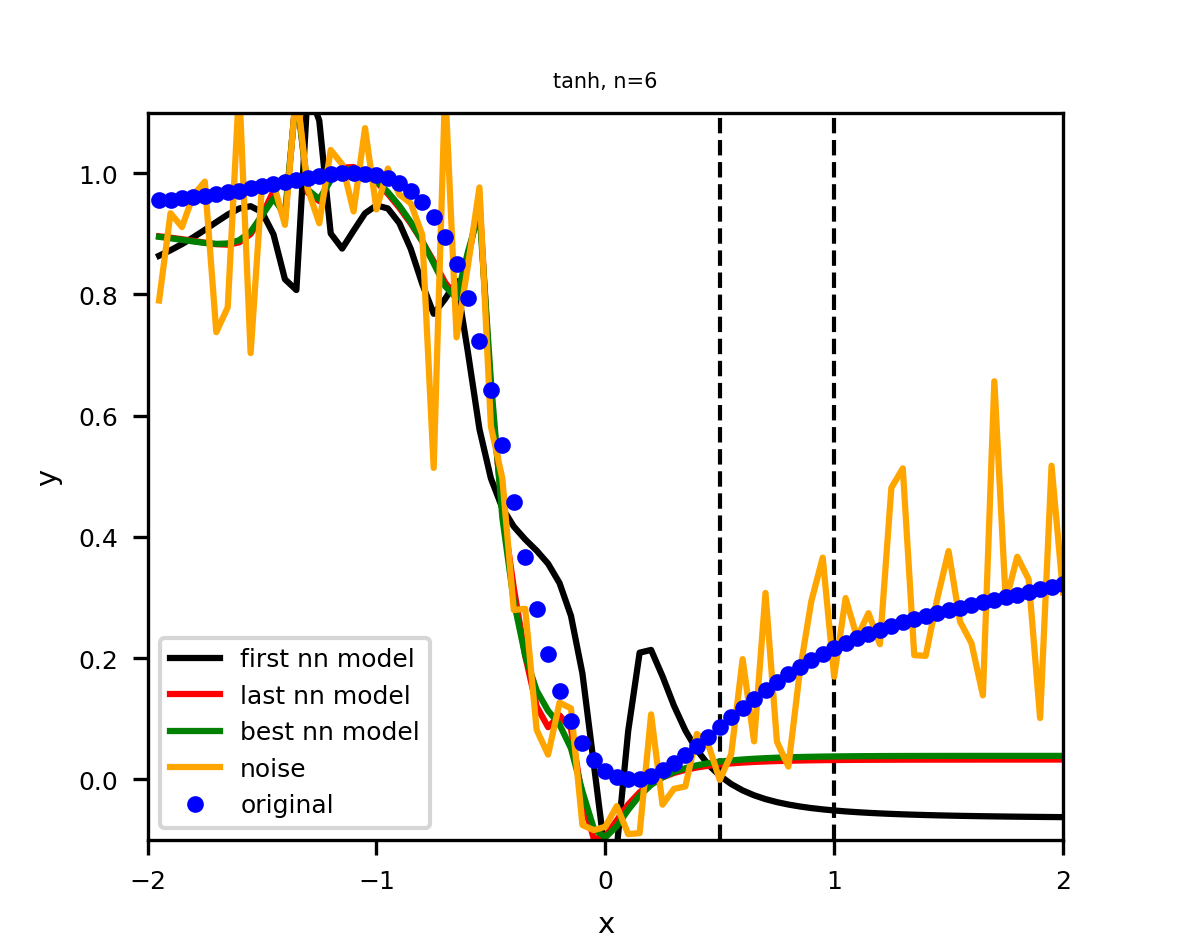 tanh, n=6
1.0
0.8
0.6
0.4
0.2
0.0
y
first nn model
last nn model
best nn model
noise
original
−2
−1
0
1
2
x